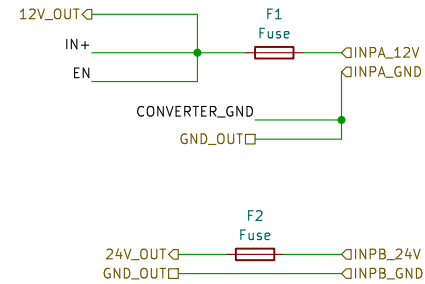 F1
12V_OUT
Fuse
IN+
INPA_12V
EN
INPA_GND
CONVERTER_GND
GND_OUT
F2
Fuse
24V_OUT
INPB_24V
GND_OUT
INPB_GND